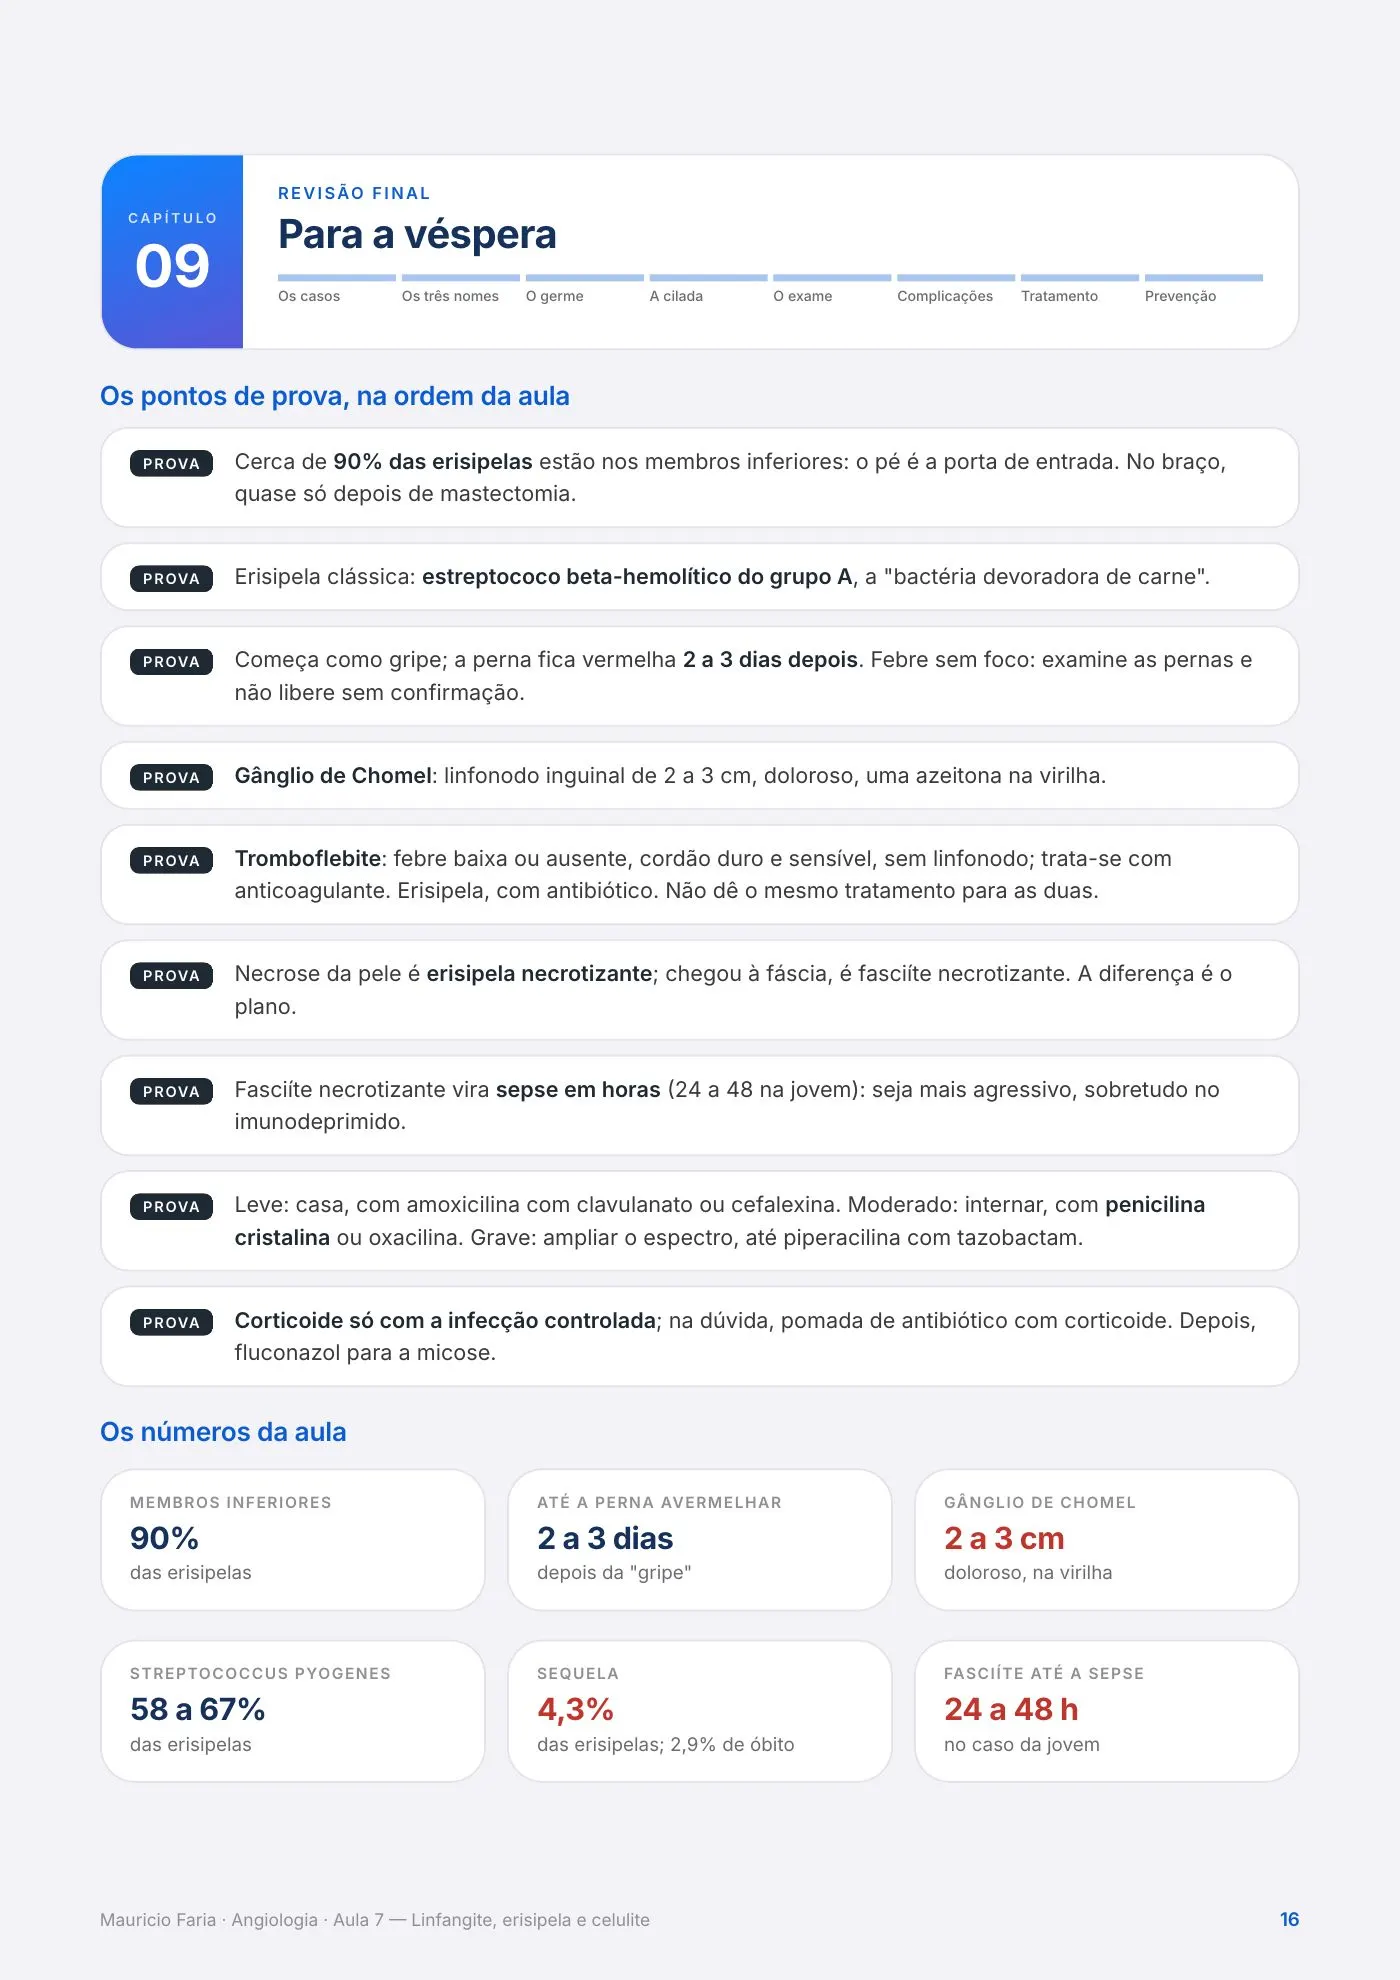 CAPÍTULO
09
REVISÃO FINAL
Para a véspera
Os casos
Os três nomes
O germe
A cilada
O exame
Complicações
Tratamento
Prevenção
Os pontos de prova, na ordem da aula
PROVA
Cerca de 90% das erisipelas estão nos membros inferiores: o pé é a porta de entrada. No braço,
quase só depois de mastectomia.
PROVA
Erisipela clássica: estreptococo beta-hemolítico do grupo A, a "bactéria devoradora de carne".
PROVA
Começa como gripe; a perna fica vermelha 2 a 3 dias depois. Febre sem foco: examine as pernas e
não libere sem confirmação.
PROVA
Gânglio de Chomel: linfonodo inguinal de 2 a 3 cm, doloroso, uma azeitona na virilha.
PROVA
Tromboflebite: febre baixa ou ausente, cordão duro e sensível, sem linfonodo; trata-se com
anticoagulante. Erisipela, com antibiótico. Não dê o mesmo tratamento para as duas.
PROVA
Necrose da pele é erisipela necrotizante; chegou à fáscia, é fasciíte necrotizante. A diferença é o
plano.
PROVA
Fasciíte necrotizante vira sepse em horas (24 a 48 na jovem): seja mais agressivo, sobretudo no
imunodeprimido.
PROVA
Leve: casa, com amoxicilina com clavulanato ou cefalexina. Moderado: internar, com penicilina
cristalina ou oxacilina. Grave: ampliar o espectro, até piperacilina com tazobactam.
PROVA
Corticoide só com a infecção controlada; na dúvida, pomada de antibiótico com corticoide. Depois,
fluconazol para a micose.
Os números da aula
MEMBROS INFERIORES
90%
das erisipelas
ATÉ A PERNA AVERMELHAR
2 a 3 dias
depois da "gripe"
GÂNGLIO DE CHOMEL
2 a 3 cm
doloroso, na virilha
STREPTOCOCCUS PYOGENES
58 a 67%
das erisipelas
SEQUELA
4,3%
das erisipelas; 2,9% de óbito
FASCIÍTE ATÉ A SEPSE
24 a 48 h
no caso da jovem
Mauricio Faria · Angiologia · Aula 7 — Linfangite, erisipela e celulite
16